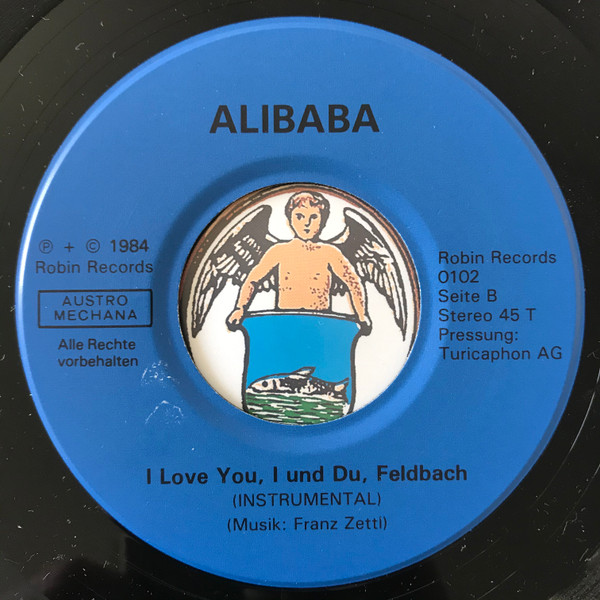 ALIBABA
℗ + © 1984
Robin Records
AUSTRO
MECHANA
Alle Rechte
vorbehalten
Robin Records
0102
Seite B
Stereo 45 T
Pressung:
Turicaphon AG
I Love You, I und Du, Feldbach
(INSTRUMENTAL)
(Musik: Franz Zettl)